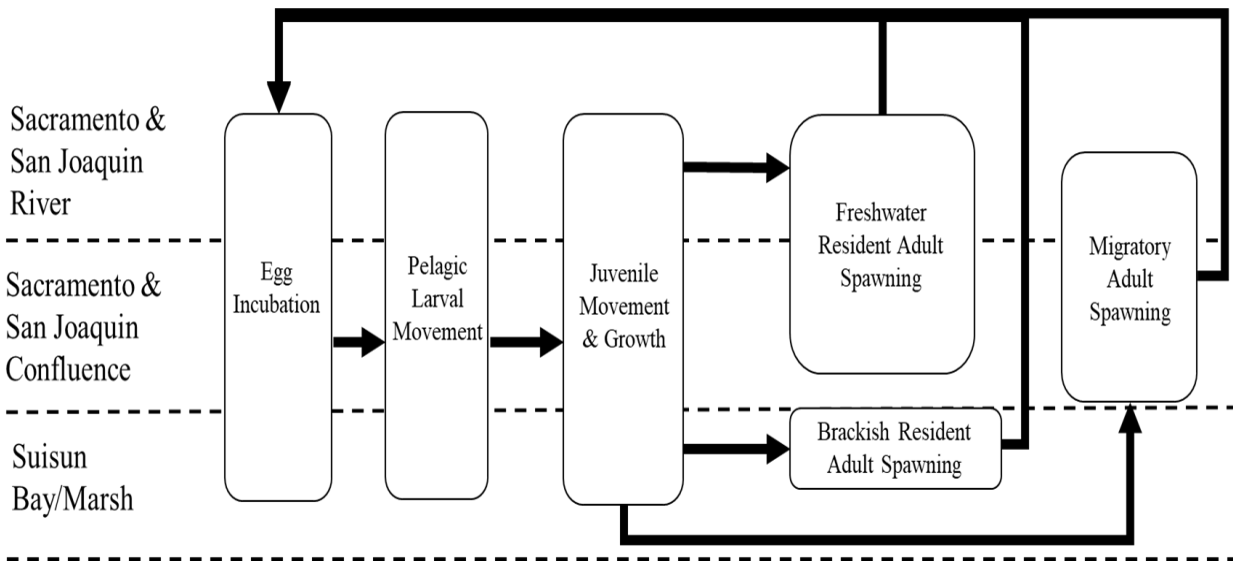 Sacramento &
San Joaquin
River
Sacramento &
San Joaquin
Confluence
Suisun
Bay/Marsh
Egg
Incubation
Pelagic
Larval
Movement
Juvenile
Movement
& Growth
Freshwater
Resident Adult
Spawning
Brackish Resident
Adult Spawning
Migratory
Adult
Spawning